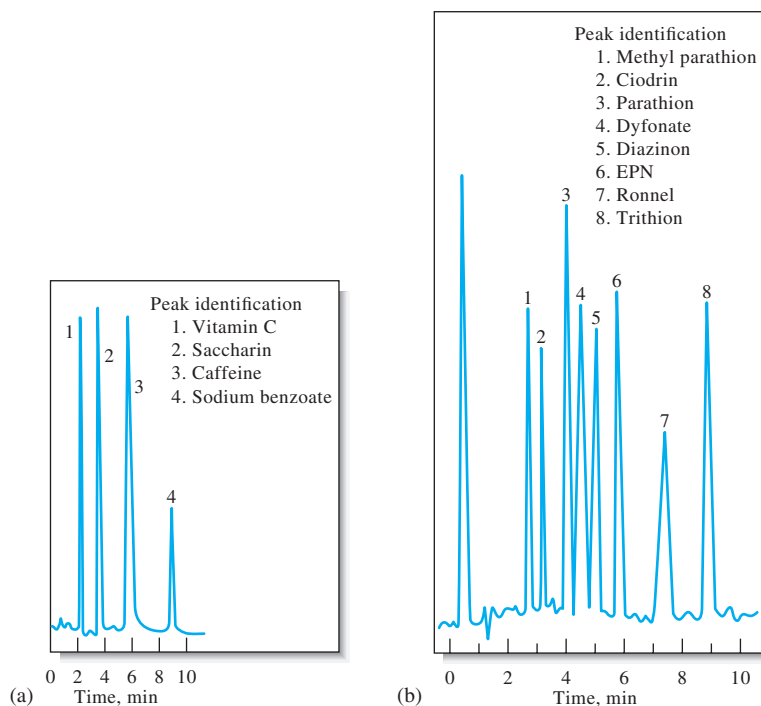 Peak identification
1. Vitamin C
2. Saccharin
3. Caffeine
4. Sodium benzoate
1
2
3
4
0 2 4 6 8 10
Time, min
(a)
Peak identification
1. Methyl parathion
2. Ciodrin
3. Parathion
4. Dyfonate
5. Diazinon
6. EPN
7. Ronnel
8. Trithion
1
2
3
4
5
6
7
8
0 2 4 6 8 10
Time, min
(b)